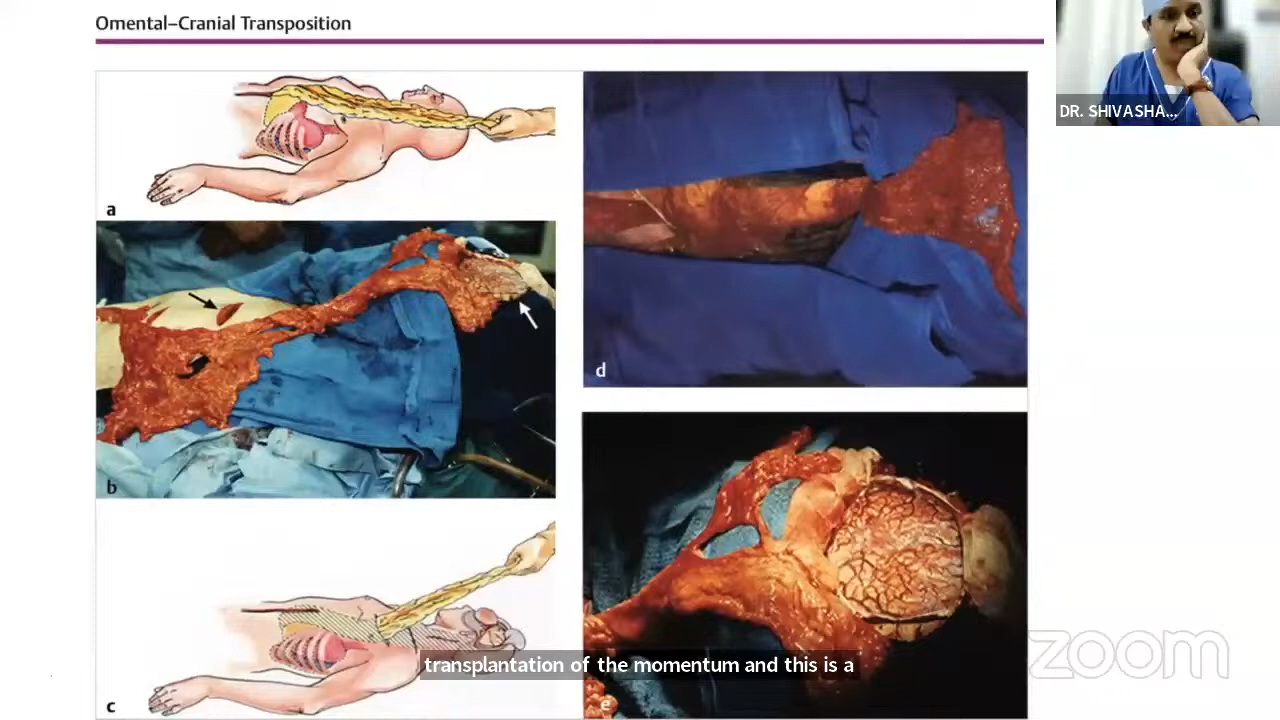 Omental–Cranial Transposition
DR. SHIVASHA...
a
b
c
d
e
transplantation of the momentum and this is a
zoom